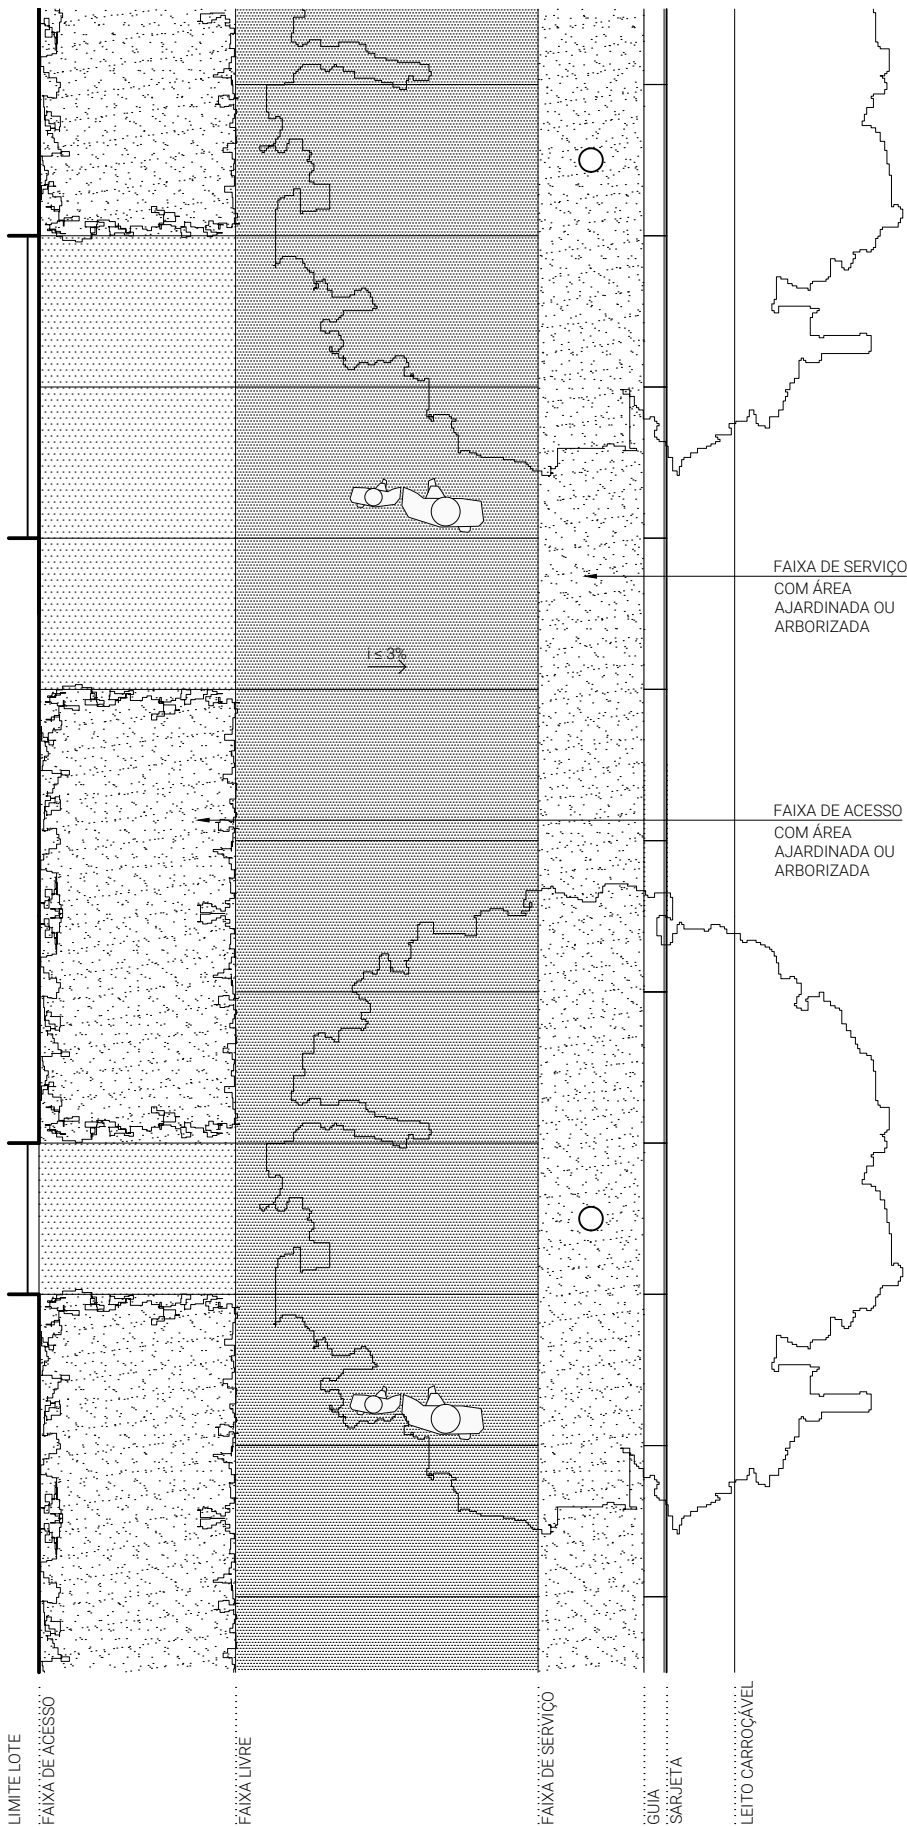 FAIXA DE SERVIÇO
COM ÁREA
AJARDINADA OU
ARBORIZADA
i ≤ 3%
FAIXA DE ACESSO
COM ÁREA
AJARDINADA OU
ARBORIZADA
LIMITE LOTE
FAIXA DE ACESSO
FAIXA LIVRE
FAIXA DE SERVIÇO
GUIA
SARJETA
LEITO CARROÇÁVEL